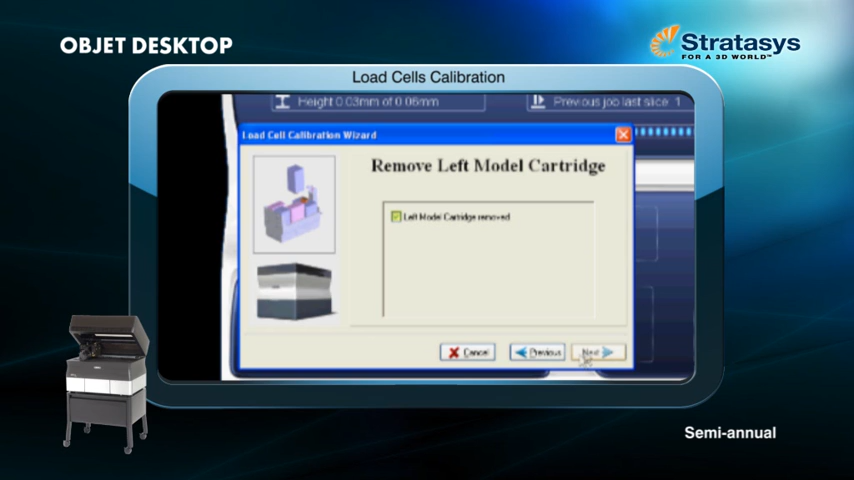 OBJET DESKTOP
Stratasys
FOR A 3D WORLD™
Load Cells Calibration
Height 0.03mm of 0.06mm
Previous job last slice: 1
Load Cell Calibration Wizard
Remove Left Model Cartridge
Left Model Cartridge removed
Cancel
Previous
Next
Semi-annual